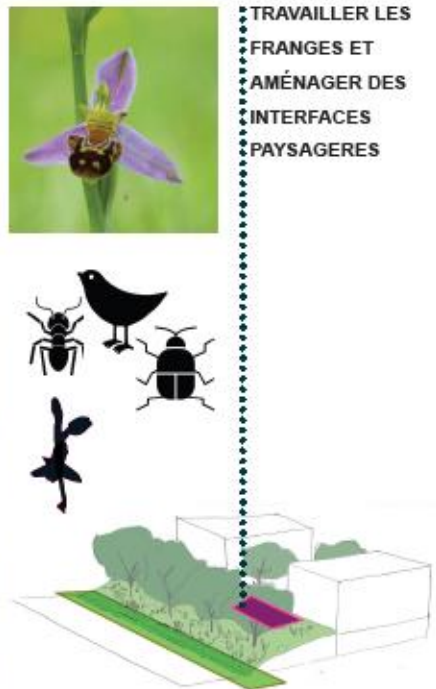 TRAVAILLER LES
FRANGES ET
AMÉNAGER DES
INTERFACES
PAYSAGERES